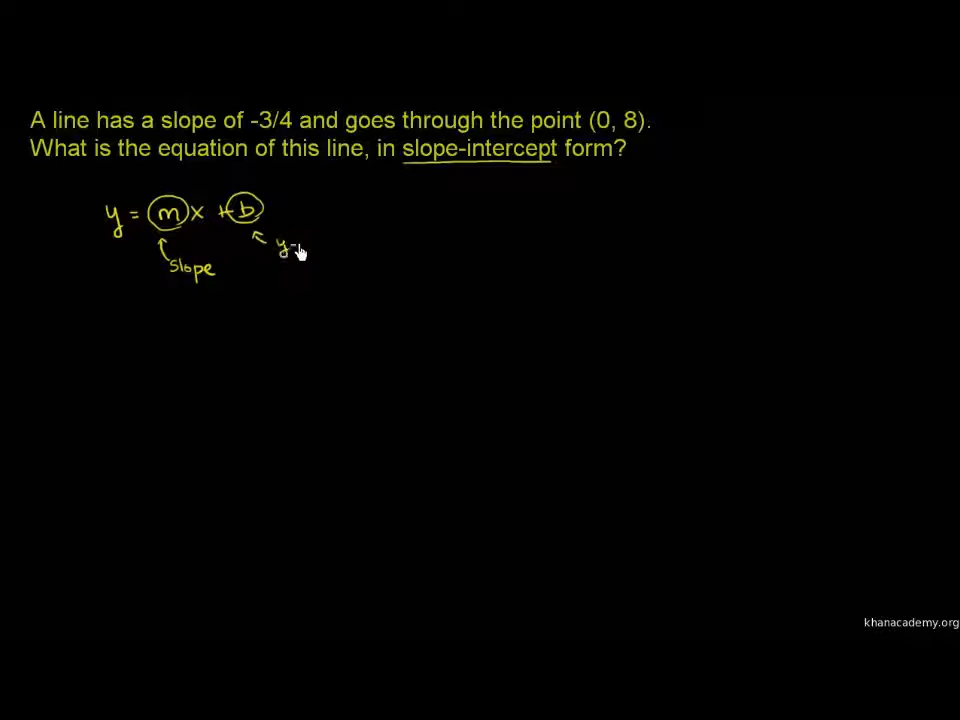 A line has a slope of -3/4 and goes through the point (0, 8).
What is the equation of this line, in slope-intercept form?
y = mx + b
y-
slope
khanacademy.org